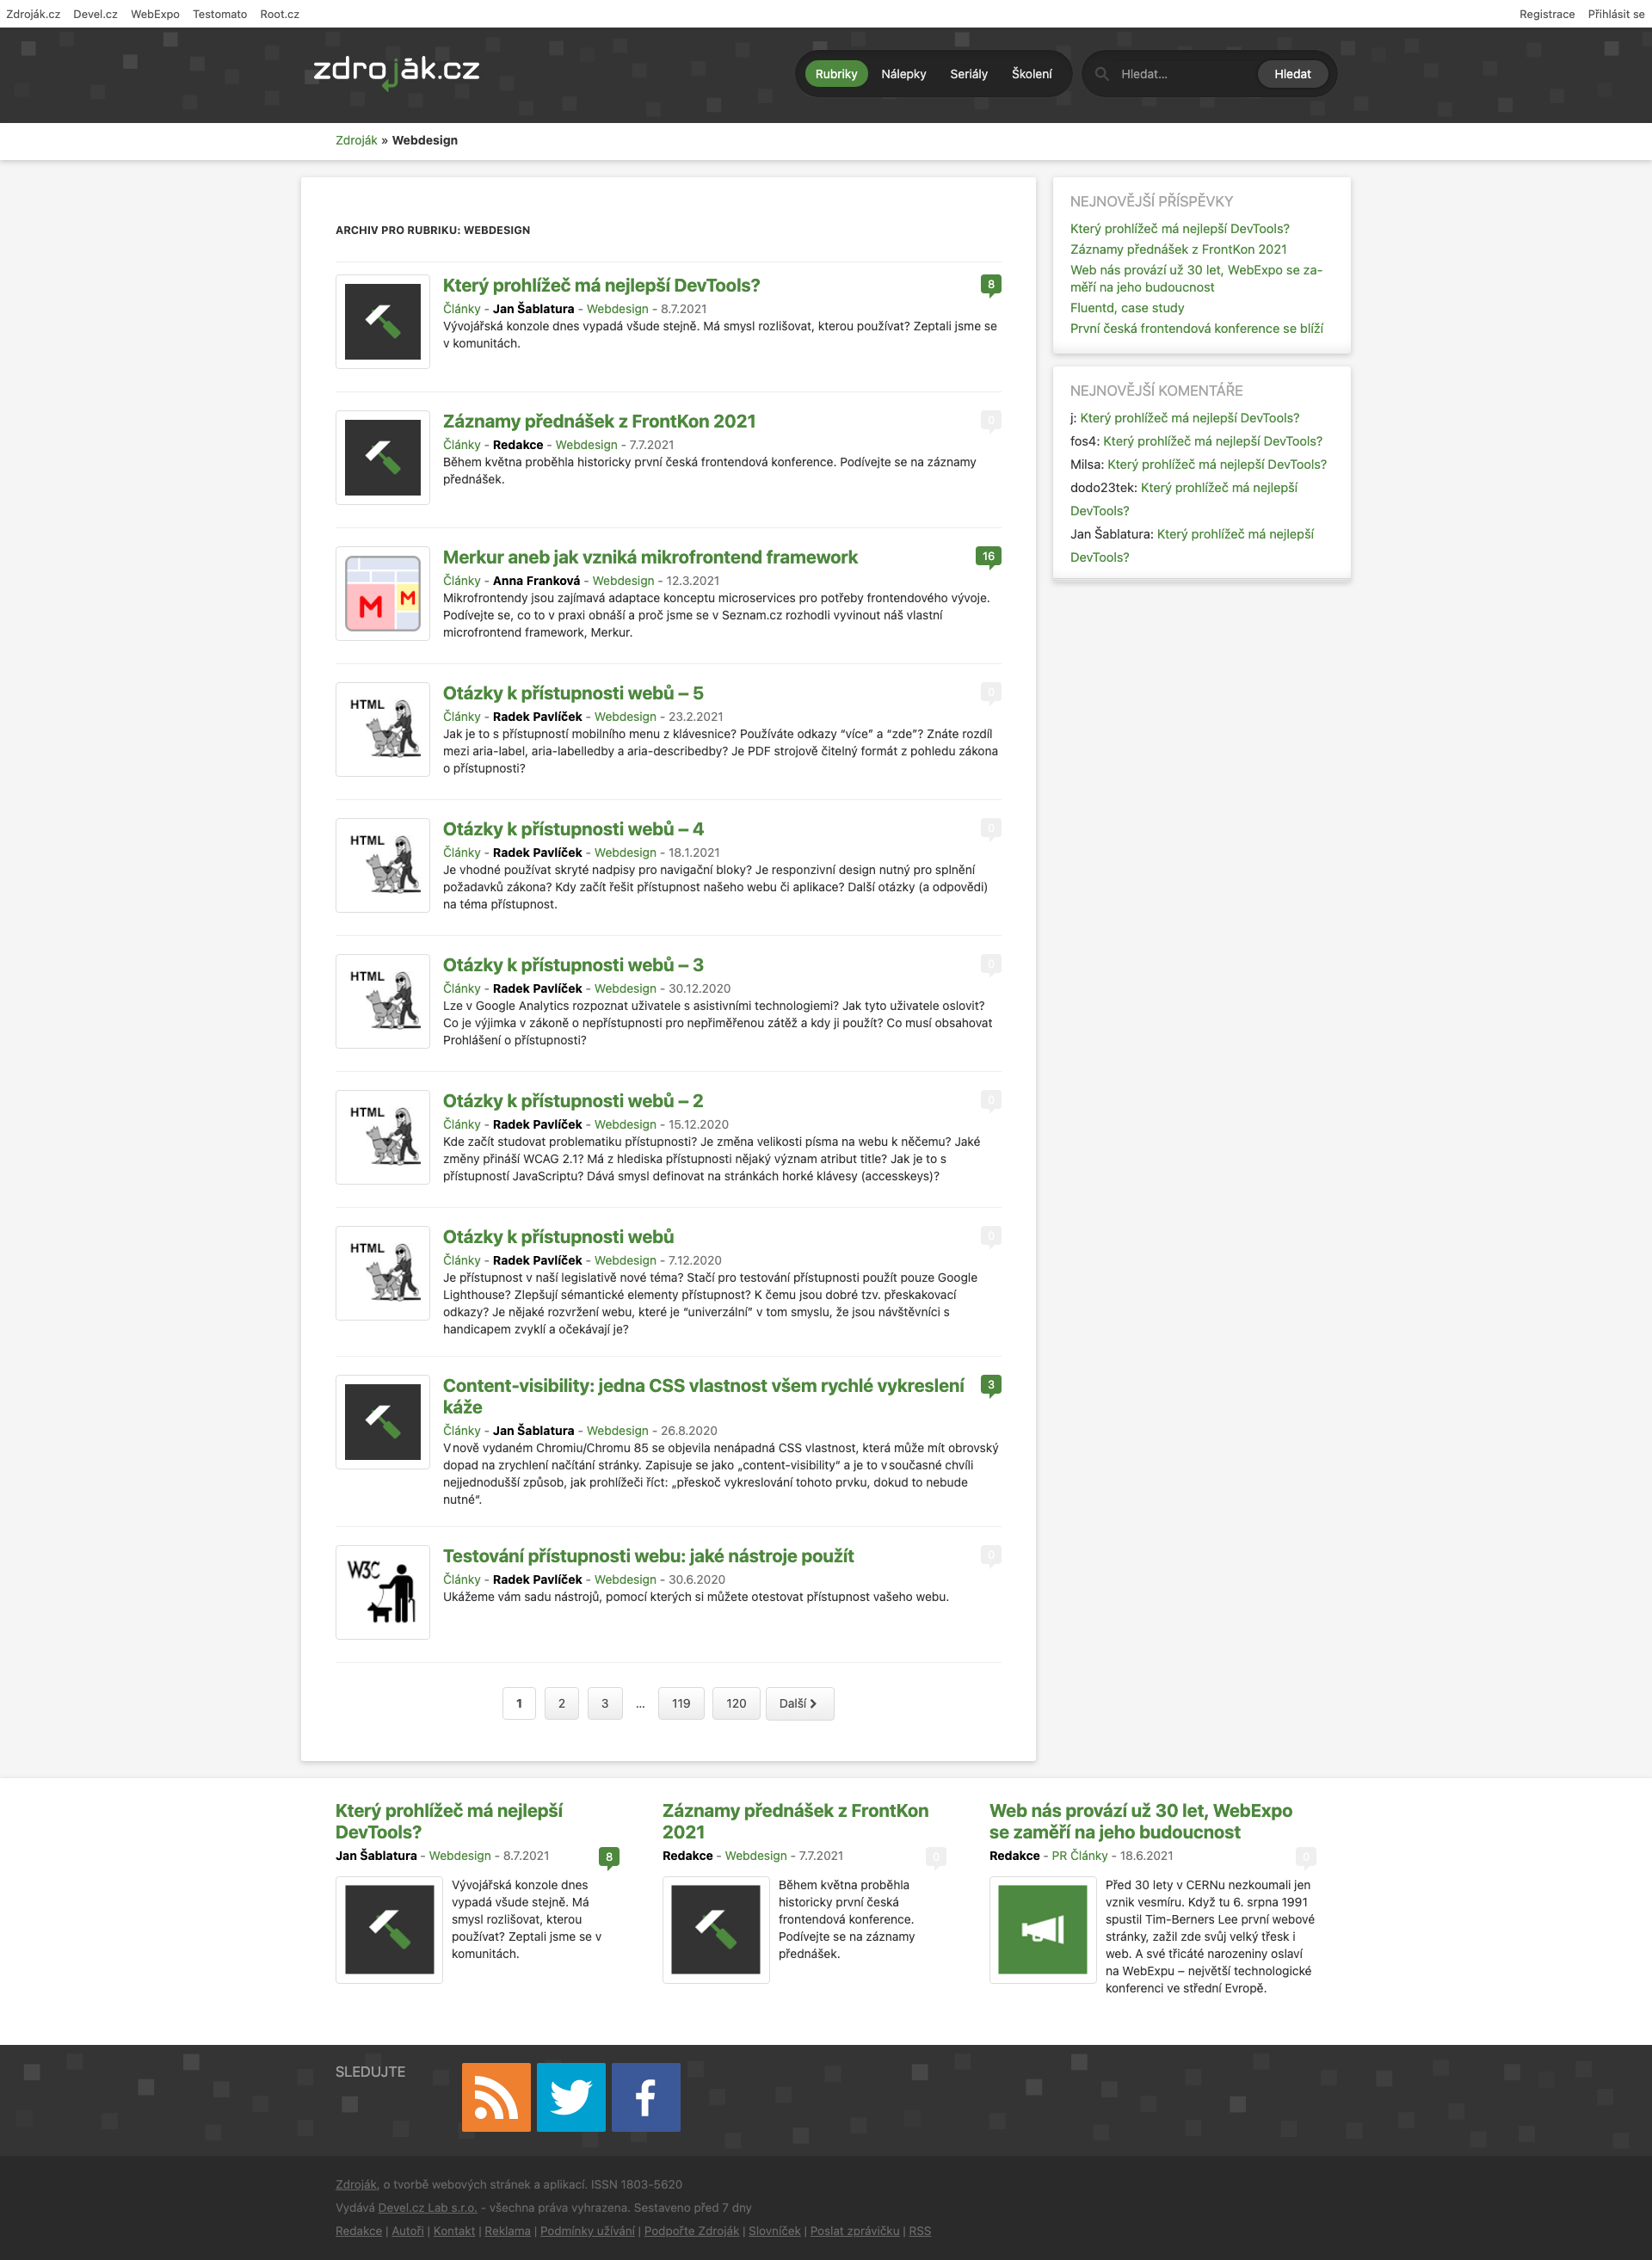 Zdroják.cz Devel.cz WebExpo Testomato Root.cz Registrace Přihlásit se
zdroják.cz
Rubriky Nálepky Seriály Školení
Hledat... Hledat
Zdroják » Webdesign
ARCHIV PRO RUBRIKU: WEBDESIGN
Který prohlížeč má nejlepší DevTools? 8
Články - Jan Šablatura - Webdesign - 8.7.2021
Vývojářská konzole dnes vypadá všude stejně. Má smysl rozlišovat, kterou používat? Zeptali jsme se
v komunitách.
Záznamy přednášek z FrontKon 2021 0
Články - Redakce - Webdesign - 7.7.2021
Během května proběhla historicky první česká frontendová konference. Podívejte se na záznamy
přednášek.
M M
Merkur aneb jak vzniká mikrofrontend framework 16
Články - Anna Franková - Webdesign - 12.3.2021
Mikrofrontendy jsou zajímavá adaptace konceptu microservices pro potřeby frontendového vývoje.
Podívejte se, co to v praxi obnáší a proč jsme se v Seznam.cz rozhodli vyvinout náš vlastní
microfrontend framework, Merkur.
HTML
Otázky k přístupnosti webů – 5 0
Články - Radek Pavlíček - Webdesign - 23.2.2021
Jak je to s přístupností mobilního menu z klávesnice? Používáte odkazy “více” a “zde”? Znáte rozdíl
mezi aria-label, aria-labelledby a aria-describedby? Je PDF strojově čitelný formát z pohledu zákona
o přístupnosti?
HTML
Otázky k přístupnosti webů – 4 0
Články - Radek Pavlíček - Webdesign - 18.1.2021
Je vhodné používat skryté nadpisy pro navigační bloky? Je responzivní design nutný pro splnění
požadavků zákona? Kdy začít řešit přístupnost našeho webu či aplikace? Další otázky (a odpovědi)
na téma přístupnost.
HTML
Otázky k přístupnosti webů – 3 0
Články - Radek Pavlíček - Webdesign - 30.12.2020
Lze v Google Analytics rozpoznat uživatele s asistivními technologiemi? Jak tyto uživatele oslovit?
Co je výjimka v zákoně o nepřístupnosti pro nepřiměřenou zátěž a kdy ji použít? Co musí obsahovat
Prohlášení o přístupnosti?
HTML
Otázky k přístupnosti webů – 2 0
Články - Radek Pavlíček - Webdesign - 15.12.2020
Kde začít studovat problematiku přístupnosti? Je změna velikosti písma na webu k něčemu? Jaké
změny přináší WCAG 2.1? Má z hlediska přístupnosti nějaký význam atribut title? Jak je to s
přístupností JavaScriptu? Dává smysl definovat na stránkách horké klávesy (accesskeys)?
HTML
Otázky k přístupnosti webů 0
Články - Radek Pavlíček - Webdesign - 7.12.2020
Je přístupnost v naší legislativě nové téma? Stačí pro testování přístupnosti použít pouze Google
Lighthouse? Zlepšují sémantické elementy přístupnost? K čemu jsou dobré tzv. přeskakovací
odkazy? Je nějaké rozvržení webu, které je “univerzální” v tom smyslu, že jsou návštěvníci s
handicapem zvyklí a očekávají je?
Content-visibility: jedna CSS vlastnost všem rychlé vykreslení 3
káže
Články - Jan Šablatura - Webdesign - 26.8.2020
V nově vydaném Chromiu/Chromu 85 se objevila nenápadná CSS vlastnost, která může mít obrovský
dopad na zrychlení načítání stránky. Zapisuje se jako „content-visibility“ a je to v současné chvíli
nejjednodušší způsob, jak prohlížeči říct: „přeskoč vykreslování tohoto prvku, dokud to nebude
nutné“.
W3C
Testování přístupnosti webu: jaké nástroje použít 0
Články - Radek Pavlíček - Webdesign - 30.6.2020
Ukážeme vám sadu nástrojů, pomocí kterých si můžete otestovat přístupnost vašeho webu.
1 2 3 ... 119 120 Další
NEJNOVĚJŠÍ PŘÍSPĚVKY
Který prohlížeč má nejlepší DevTools?
Záznamy přednášek z FrontKon 2021
Web nás provází už 30 let, WebExpo se za-
měří na jeho budoucnost
Fluentd, case study
První česká frontendová konference se blíží
NEJNOVĚJŠÍ KOMENTÁŘE
j: Který prohlížeč má nejlepší DevTools?
fos4: Který prohlížeč má nejlepší DevTools?
Milsa: Který prohlížeč má nejlepší DevTools?
dodo23tek: Který prohlížeč má nejlepší
DevTools?
Jan Šablatura: Který prohlížeč má nejlepší
DevTools?
Který prohlížeč má nejlepší
DevTools?
Jan Šablatura - Webdesign - 8.7.2021 8
Vývojářská konzole dnes
vypadá všude stejně. Má
smysl rozlišovat, kterou
používat? Zeptali jsme se v
komunitách.
Záznamy přednášek z FrontKon
2021
Redakce - Webdesign - 7.7.2021 0
Během května proběhla
historicky první česká
frontendová konference.
Podívejte se na záznamy
přednášek.
Web nás provází už 30 let, WebExpo
se zaměří na jeho budoucnost
Redakce - PR Články - 18.6.2021 0
Před 30 lety v CERNu nezkoumali jen
vznik vesmíru. Když tu 6. srpna 1991
spustil Tim-Berners Lee první webové
stránky, zažil zde svůj velký třesk i
web. A své třicáté narozeniny oslaví
na WebExpu – největší technologické
konferenci ve střední Evropě.
SLEDUJTE
Zdroják, o tvorbě webových stránek a aplikací. ISSN 1803-5620
Vydává Devel.cz Lab s.r.o. - všechna práva vyhrazena. Sestaveno před 7 dny
Redakce | Autoři | Kontakt | Reklama | Podmínky užívání | Podpořte Zdroják | Slovníček | Poslat zprávičku | RSS